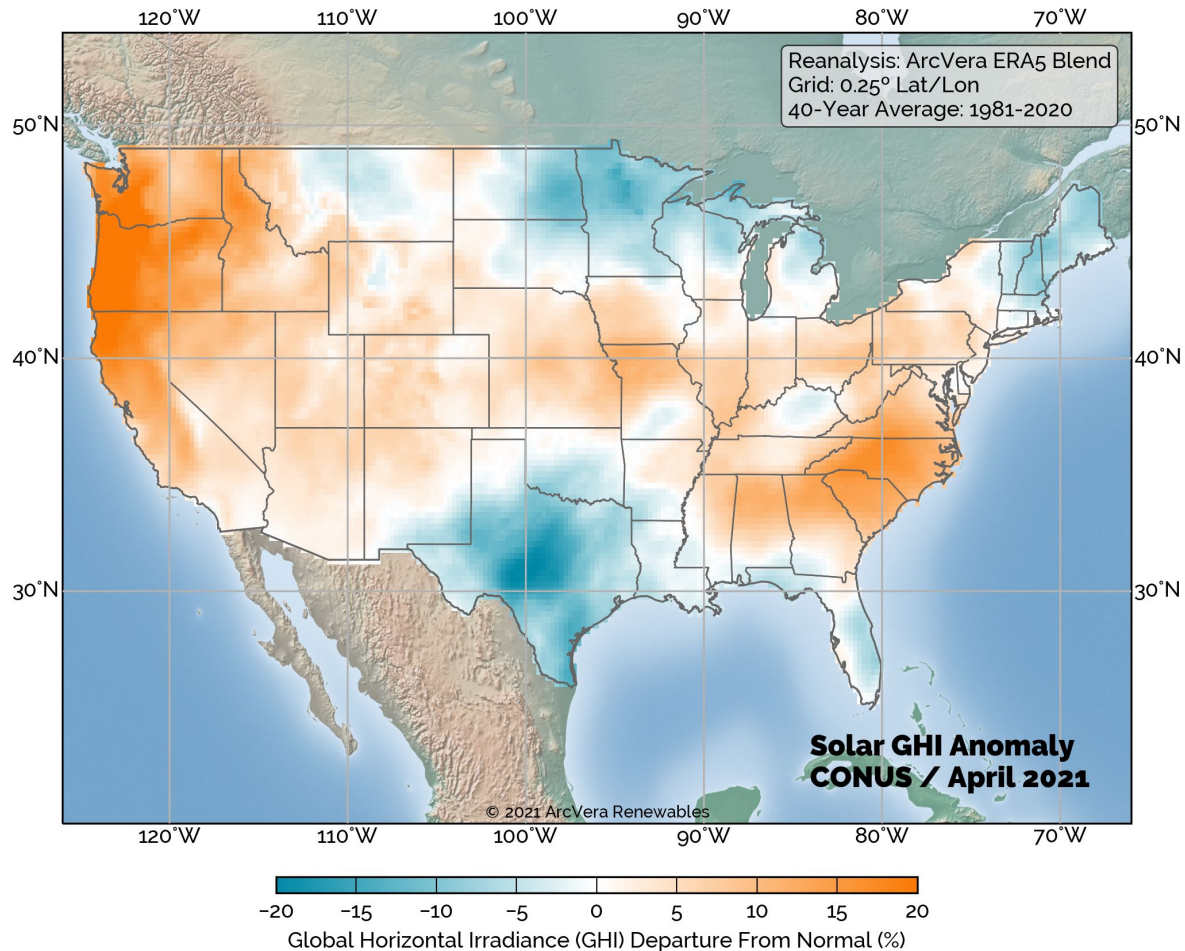 120°W 110°W 100°W 90°W 80°W 70°W
Reanalysis: ArcVera ERA5 Blend
Grid: 0.25º Lat/Lon
40-Year Average: 1981-2020
50°N 50°N
40°N 40°N
30°N 30°N
Solar GHI Anomaly
CONUS / April 2021
© 2021 ArcVera Renewables
120°W 110°W 100°W 90°W 80°W 70°W
−20 −15 −10 −5 0 5 10 15 20
Global Horizontal Irradiance (GHI) Departure From Normal (%)